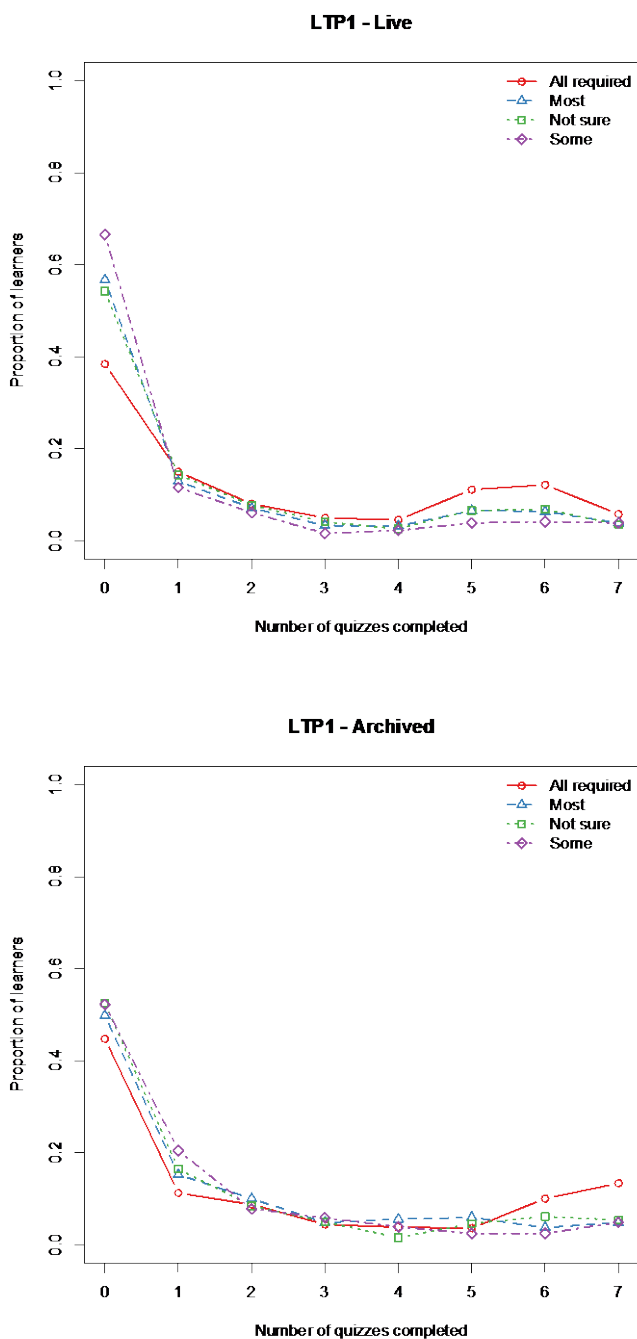 LTP1 - Live
All required
Most
Not sure
Some
Proportion of learners
1.0
0.8
0.6
0.4
0.2
0.0
0 1 2 3 4 5 6 7
Number of quizzes completed
LTP1 - Archived
All required
Most
Not sure
Some
Proportion of learners
1.0
0.8
0.6
0.4
0.2
0.0
0 1 2 3 4 5 6 7
Number of quizzes completed